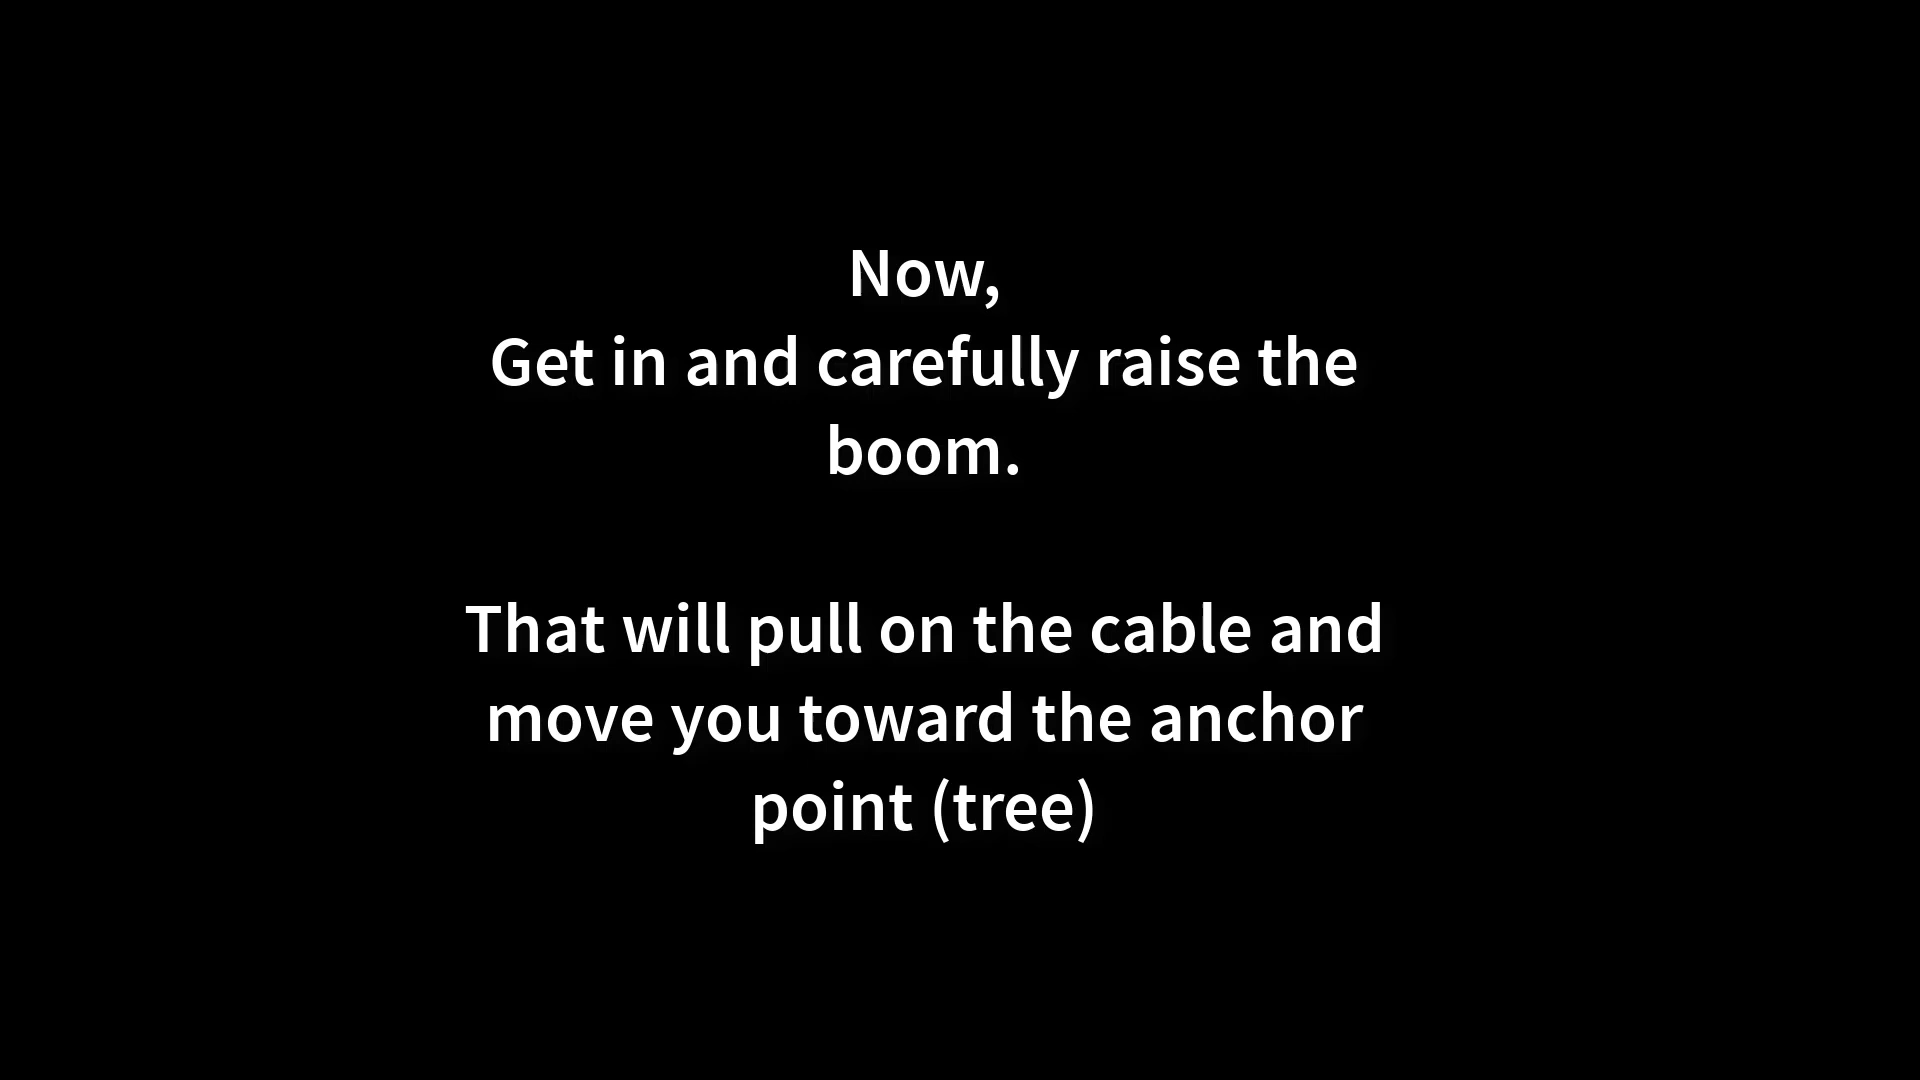 Now,
Get in and carefully raise the
boom.
That will pull on the cable and
move you toward the anchor
point (tree)